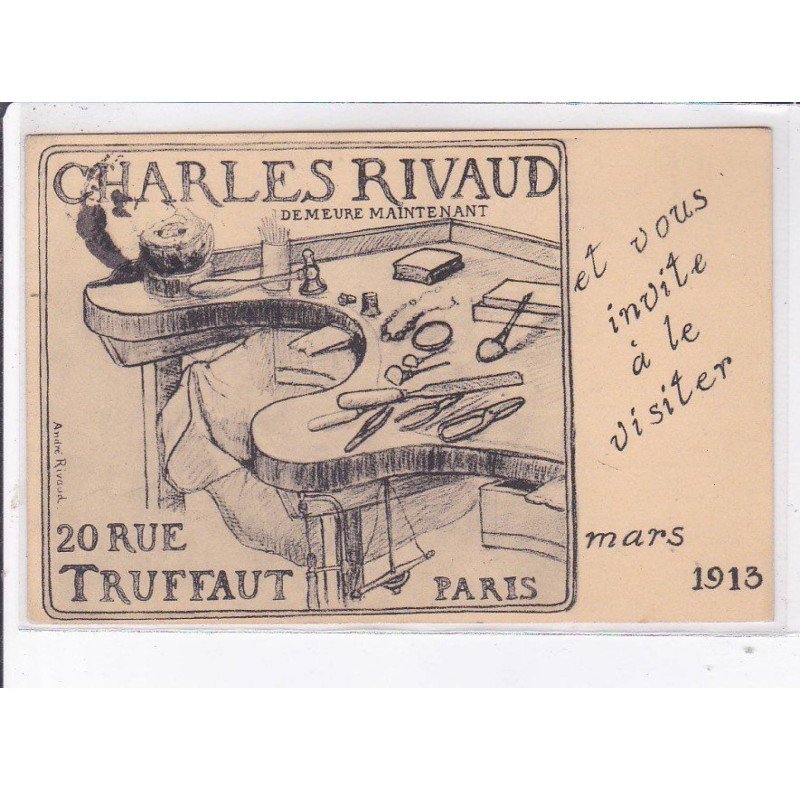 CHARLES RIVAUD
DEMEURE MAINTENANT
André Rivaud
20 RUE
TRUFFAUT PARIS
et vous
invite
à le
visiter
mars
1913